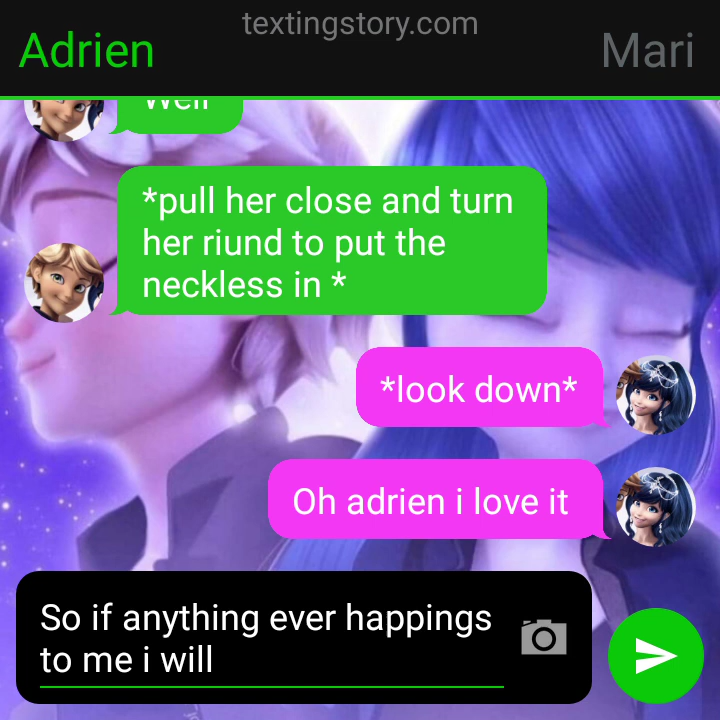 textingstory.com
Adrien
Mari
Well
*pull her close and turn
her riund to put the
neckless in *
*look down*
Oh adrien i love it
So if anything ever happings
to me i will